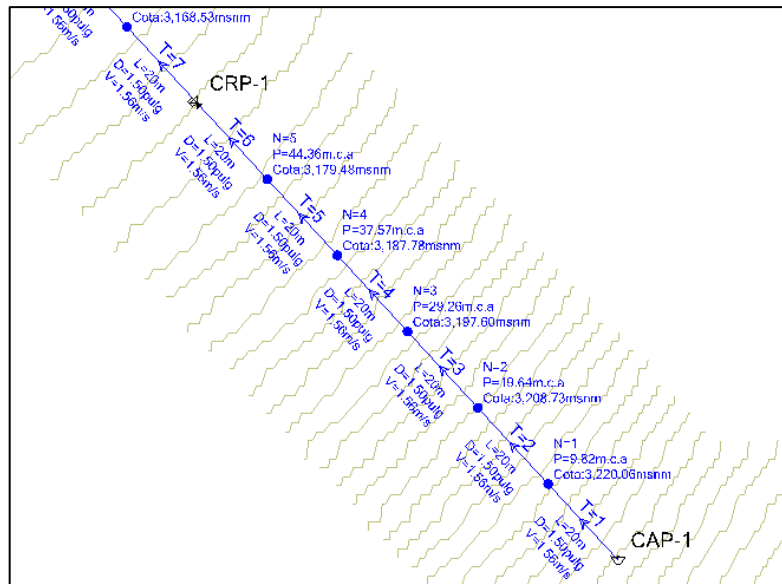 Cota:3,168.53msnm
T=7
L=20m
D=1.50pulg
V=1.56m/s
CRP-1
T=6
L=20m
D=1.50pulg
V=1.56m/s
N=5
P=44.36m.c.a
Cota:3,179.48msnm
T=5
L=20m
D=1.50pulg
V=1.56m/s
N=4
P=37.57m.c.a
Cota:3,187.78msnm
T=4
L=20m
D=1.50pulg
V=1.56m/s
N=3
P=29.26m.c.a
Cota:3,197.60msnm
T=3
L=20m
D=1.50pulg
V=1.56m/s
N=2
P=19.64m.c.a
Cota:3,208.73msnm
T=2
L=20m
D=1.50pulg
V=1.56m/s
N=1
P=9.82m.c.a
Cota:3,220.06msnm
T=1
L=20m
D=1.50pulg
V=1.56m/s
CAP-1